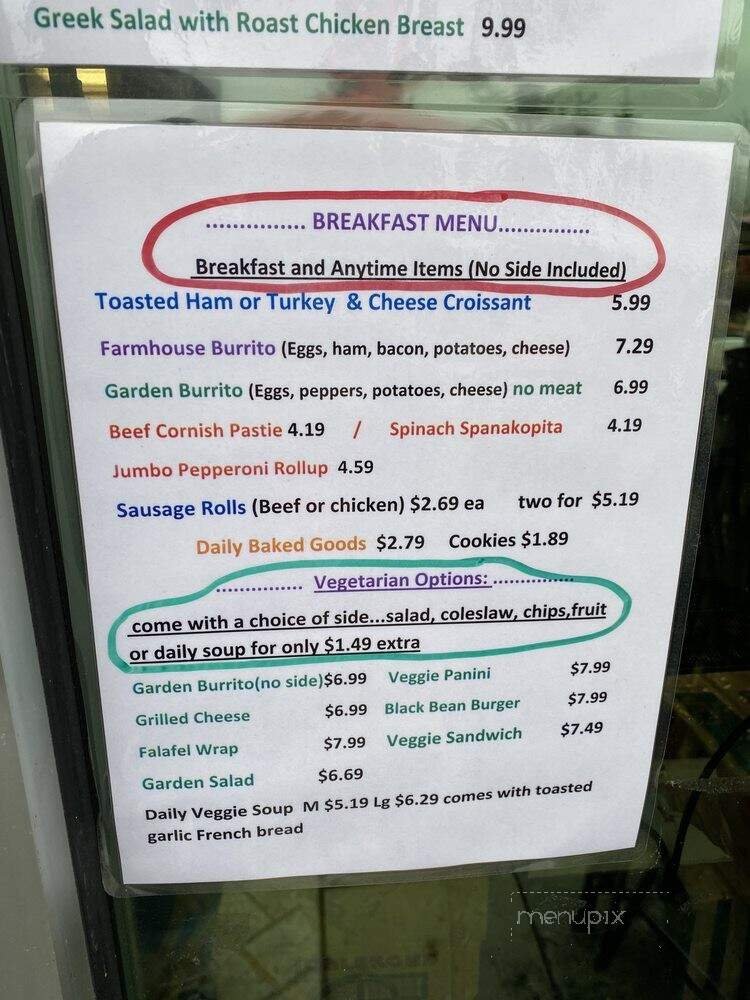 Greek Salad with Roast Chicken Breast 9.99
............... BREAKFAST MENU...............
Breakfast and Anytime Items (No Side Included)
Toasted Ham or Turkey & Cheese Croissant 5.99
Farmhouse Burrito (Eggs, ham, bacon, potatoes, cheese) 7.29
Garden Burrito (Eggs, peppers, potatoes, cheese) no meat 6.99
Beef Cornish Pastie 4.19 / Spinach Spanakopita 4.19
Jumbo Pepperoni Rollup 4.59
Sausage Rolls (Beef or chicken) $2.69 ea two for $5.19
Daily Baked Goods $2.79 Cookies $1.89
............... Vegetarian Options: ..............
come with a choice of side...salad, coleslaw, chips,fruit
or daily soup for only $1.49 extra
Garden Burrito(no side)$6.99 Veggie Panini $7.99
Grilled Cheese $6.99 Black Bean Burger $7.99
Falafel Wrap $7.99 Veggie Sandwich $7.49
Garden Salad $6.69
Daily Veggie Soup M $5.19 Lg $6.29 comes with toasted
garlic French bread
menupix